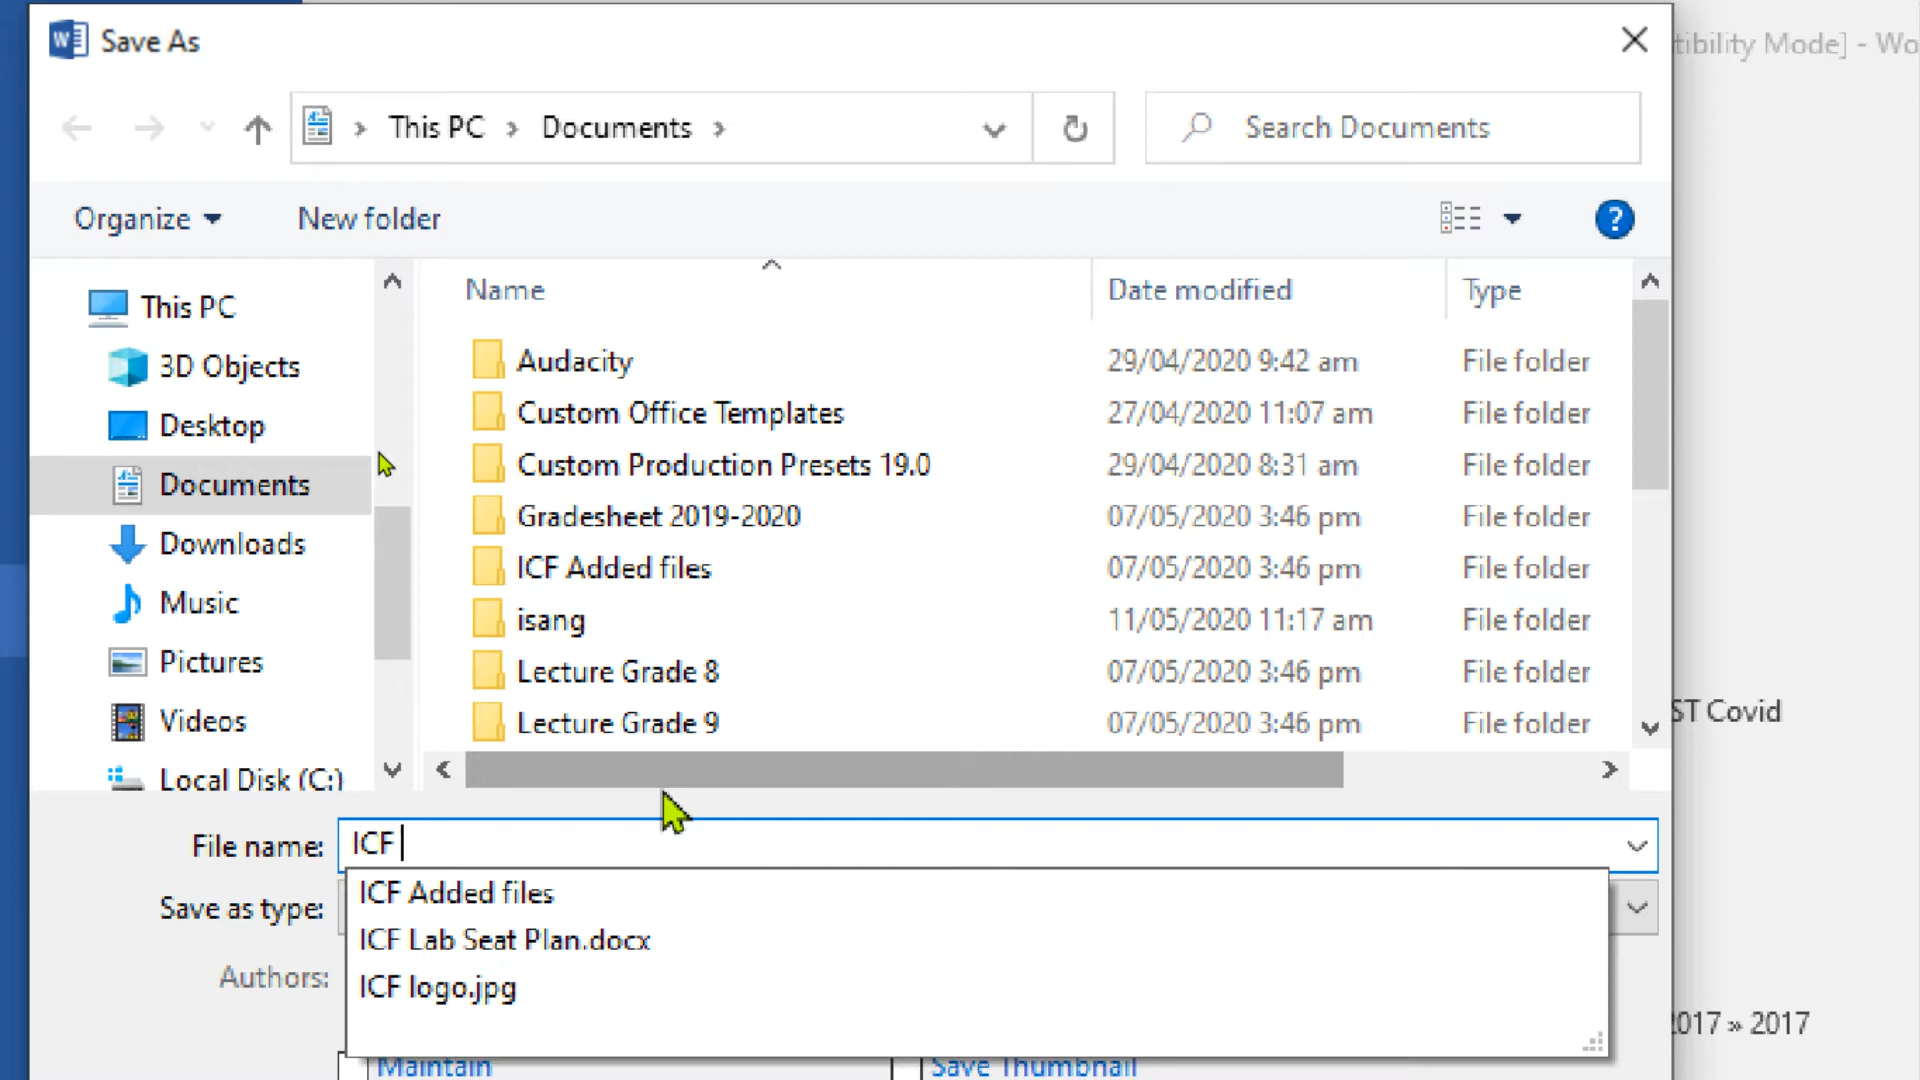 Save As
tibility Mode] - Wo
This PC > Documents >
Search Documents
Organize
New folder
?
Name
Date modified
Type
This PC
3D Objects
Desktop
Documents
Downloads
Music
Pictures
Videos
Local Disk (C:)
Audacity 29/04/2020 9:42 am File folder
Custom Office Templates 27/04/2020 11:07 am File folder
Custom Production Presets 19.0 29/04/2020 8:31 am File folder
Gradesheet 2019-2020 07/05/2020 3:46 pm File folder
ICF Added files 07/05/2020 3:46 pm File folder
isang 11/05/2020 11:17 am File folder
Lecture Grade 8 07/05/2020 3:46 pm File folder
Lecture Grade 9 07/05/2020 3:46 pm File folder
ST Covid
File name: ICF
Save as type:
Authors:
ICF Added files
ICF Lab Seat Plan.docx
ICF logo.jpg
2017 » 2017
Maintain
Save Thumbnail